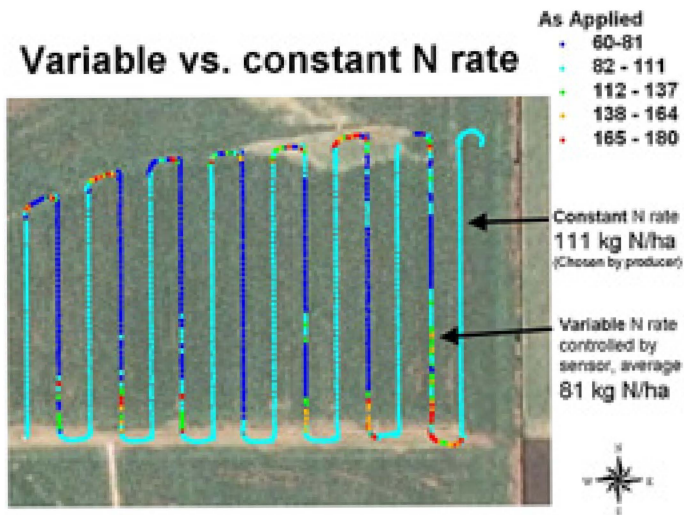 Variable vs. constant N rate
As Applied
60-81
82 - 111
112 - 137
138 - 164
165 - 180
Constant N rate
111 kg N/ha
(Chosen by producer)
Variable N rate
controlled by
sensor, average
81 kg N/ha
N
W
E
S